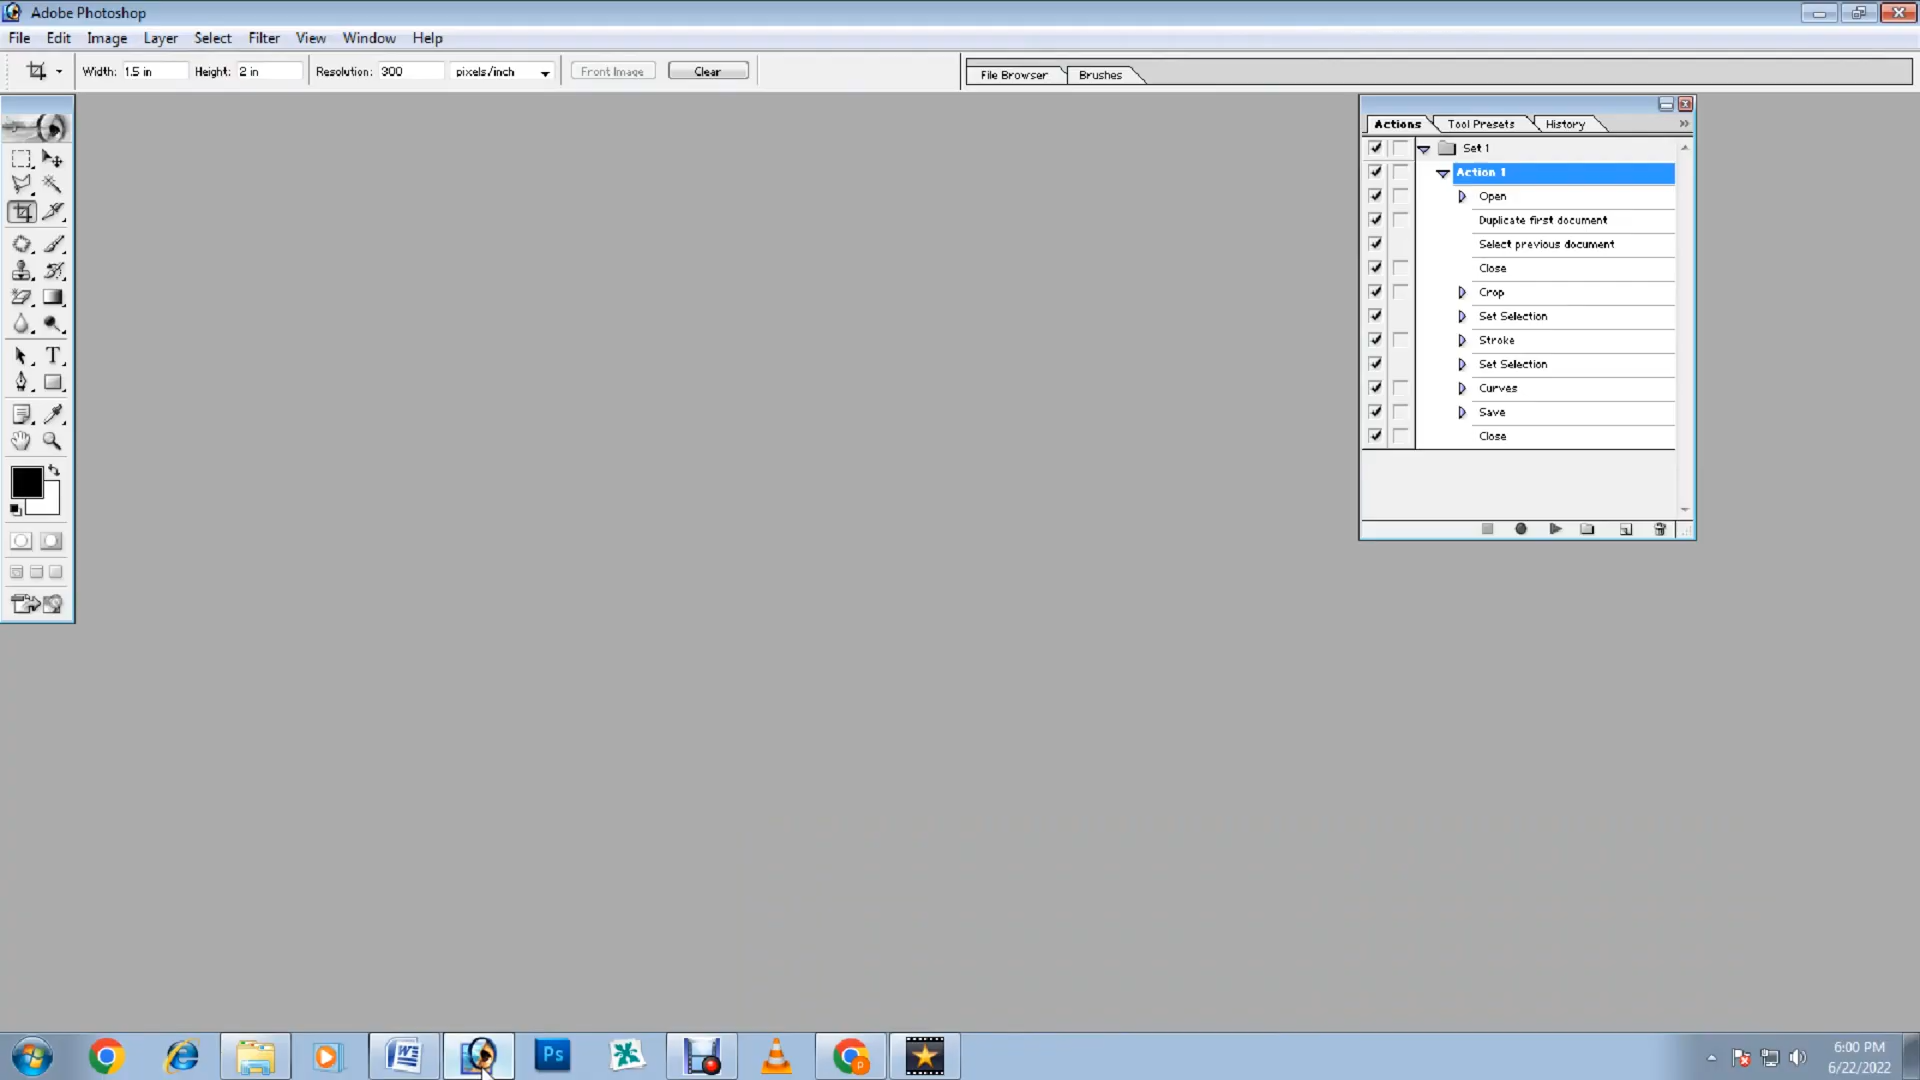 Adobe Photoshop
File Edit Image Layer Select Filter View Window Help
Width: 1.5 in Height: 2 in Resolution: 300 pixels/inch Front Image Clear File Browser Brushes
Actions Tool Presets History
Set 1
Action 1
Open
Duplicate first document
Select previous document
Close
Crop
Set Selection
Stroke
Set Selection
Curves
Save
Close
T
W Ps P
6:00 PM
6/22/2022